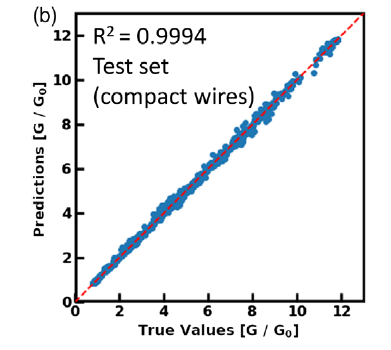 (b)
R² = 0.9994
Test set
(compact wires)
Predictions [G / G₀]
12
10
8
6
4
2
0
0 2 4 6 8 10 12
True Values [G / G₀]